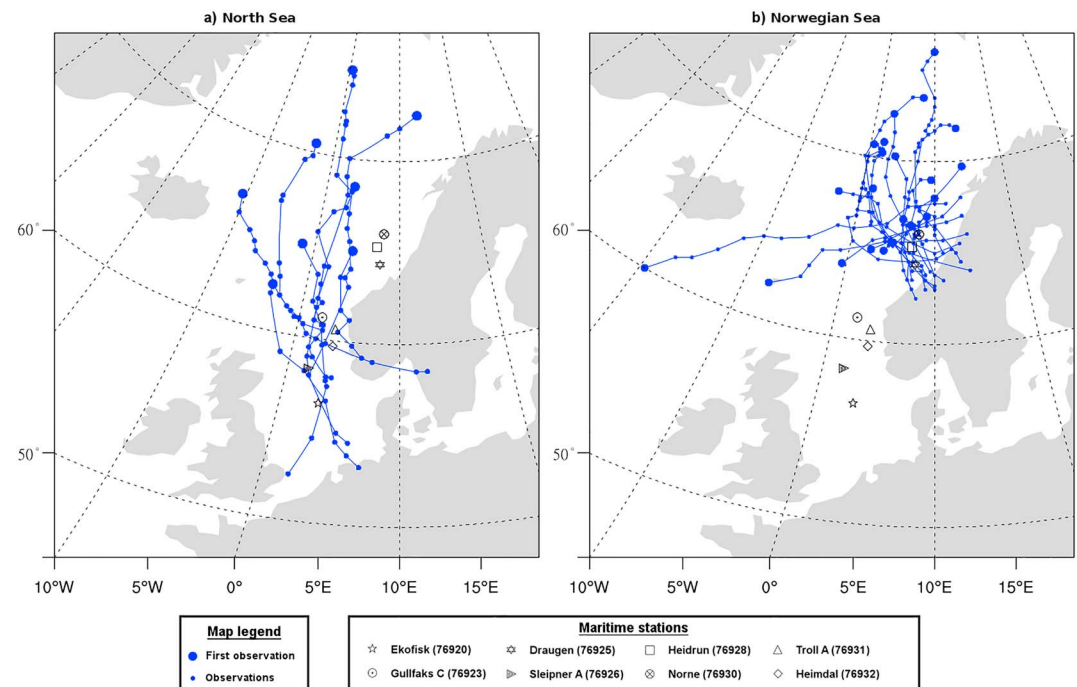 a) North Sea
b) Norwegian Sea
60°
50°
10°W 5°W 0° 5°E 10°E 15°E
60°
50°
10°W 5°W 0° 5°E 10°E 15°E
Map legend
First observation
Observations
Maritime stations
Ekofisk (76920) Draugen (76925) Heidrun (76928) Troll A (76931)
Gullfaks C (76923) Sleipner A (76926) Norne (76930) Heimdal (76932)